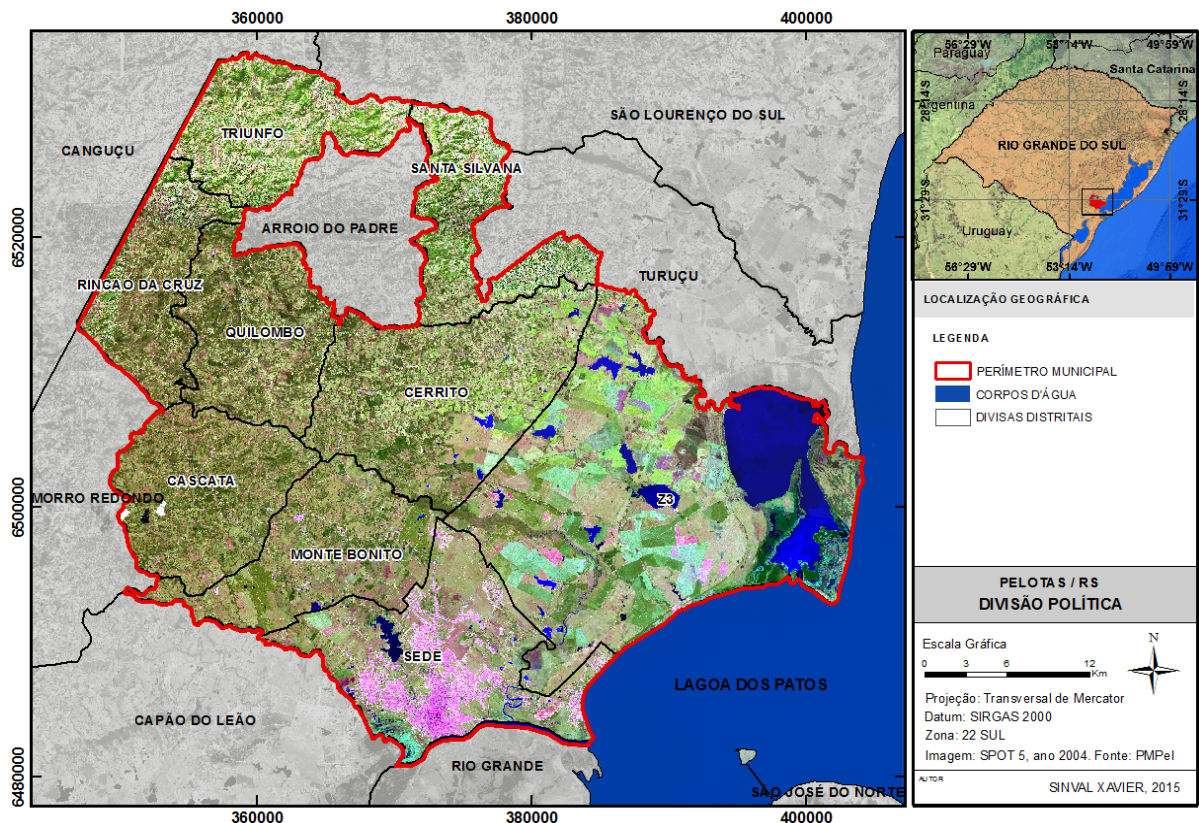 360000
380000
400000
TRIUNFO
SÃO LOURENÇO DO SUL
CANGUÇU
SANTA SILVANA
6520000
ARROIO DO PADRE
TURUÇU
RINCAO DA CRUZ
QUILOMBO
CERRITO
CASCATA
MORRO REDONDO
6500000
Z3
MONTE BONITO
SEDE
LAGOA DOS PATOS
CAPÃO DO LEÃO
RIO GRANDE
6480000
SÃO JOSÉ DO NORTE
360000
380000
400000
56°29'W
53°14'W
49°59'W
Paraguay
Santa Catarina
Argentina
28°14'S
28°14'S
RIO GRANDE DO SUL
31°29'S
31°29'S
Uruguay
56°29'W
53°14'W
49°59'W
LOCALIZAÇÃO GEOGRÁFICA
LEGENDA
PERÍMETRO MUNICIPAL
CORPOS D'ÁGUA
DIVISAS DISTRITAIS
PELOTAS / RS
DIVISÃO POLÍTICA
Escala Gráfica
N
0 3 6 12
Km
Projeção: Transversal de Mercator
Datum: SIRGAS 2000
Zona: 22 SUL
Imagem: SPOT 5, ano 2004. Fonte: PMPel
AUTOR
SINVAL XAVIER, 2015